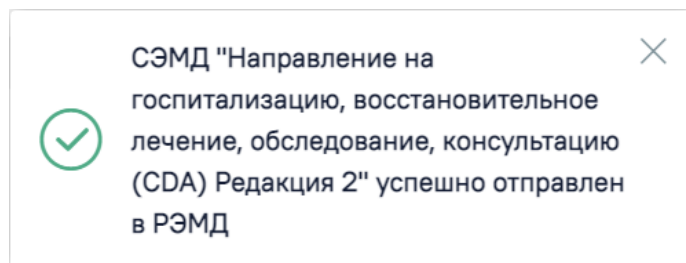 СЭМД "Направление на
госпитализацию, восстановительное
лечение, обследование, консультацию
(CDA) Редакция 2" успешно отправлен
в РЭМД